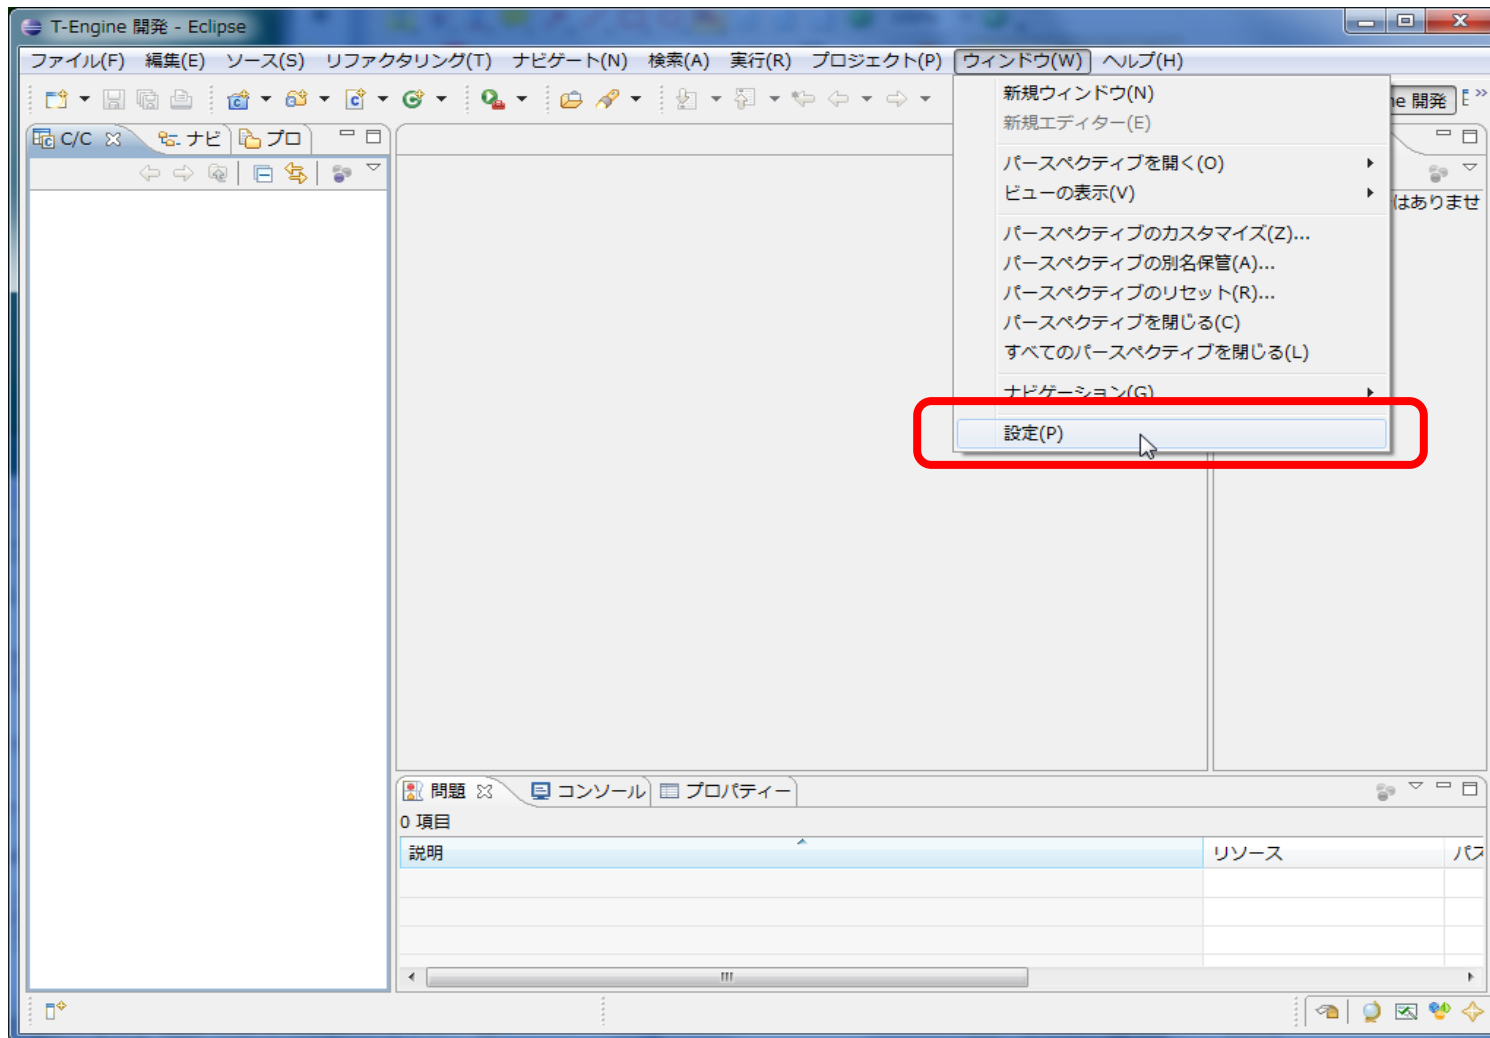 T-Engine 開発 - Eclipse
ファイル(F) 編集(E) ソース(S) リファクタリング(T) ナビゲート(N) 検索(A) 実行(R) プロジェクト(P) ウィンドウ(W) ヘルプ(H)
新規ウィンドウ(N)
新規エディター(E)
パースペクティブを開く(O)
ビューの表示(V)
パースペクティブのカスタマイズ(Z)...
パースペクティブの別名保管(A)...
パースペクティブのリセット(R)...
パースペクティブを閉じる(C)
すべてのパースペクティブを閉じる(L)
ナビゲーション(G)
設定(P)
ne 開発
C/C ナビ プロ
はありませ
問題 コンソール プロパティー
0 項目
説明 リソース パス